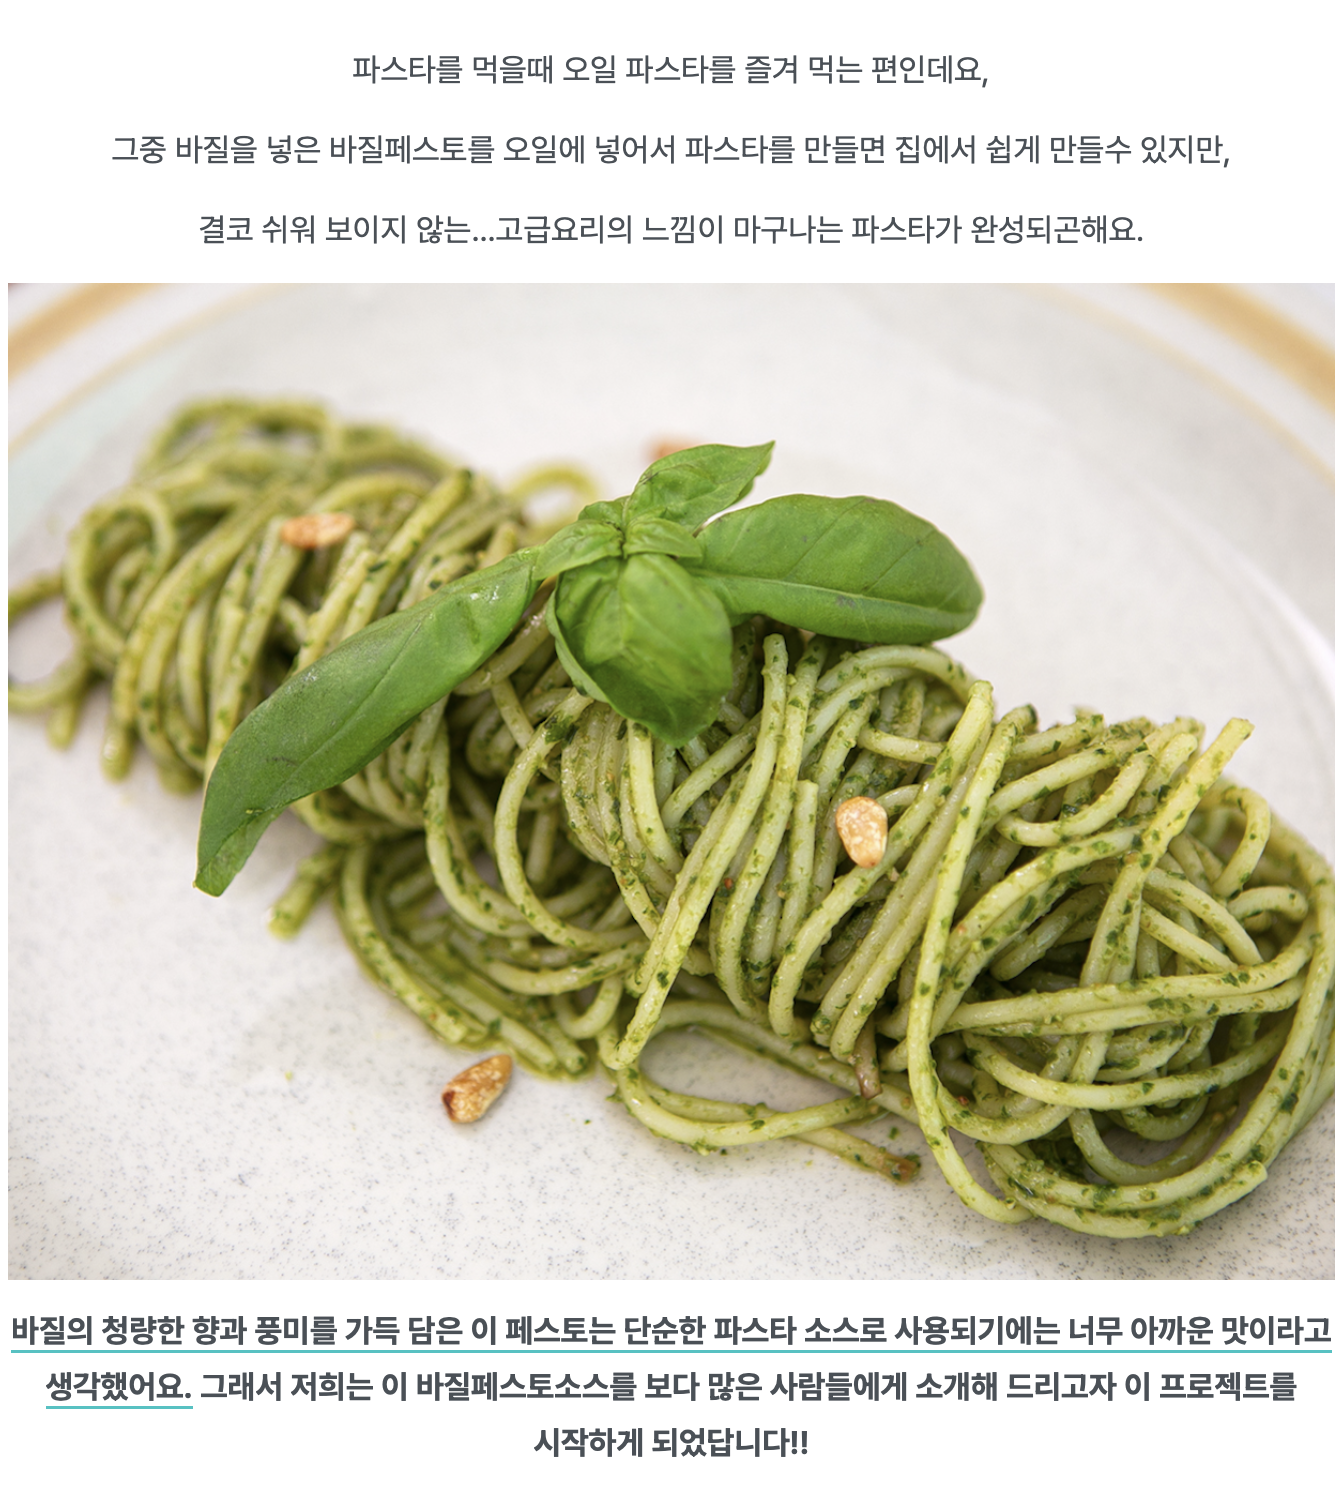 파스타를 먹을때 오일 파스타를 즐겨 먹는 편인데요,
그중 바질을 넣은 바질페스토를 오일에 넣어서 파스타를 만들면 집에서 쉽게 만들수 있지만,
결코 쉬워 보이지 않는...고급요리의 느낌이 마구나는 파스타가 완성되곤해요.
바질의 청량한 향과 풍미를 가득 담은 이 페스토는 단순한 파스타 소스로 사용되기에는 너무 아까운 맛이라고
생각했어요. 그래서 저희는 이 바질페스토소스를 보다 많은 사람들에게 소개해 드리고자 이 프로젝트를
시작하게 되었답니다!!